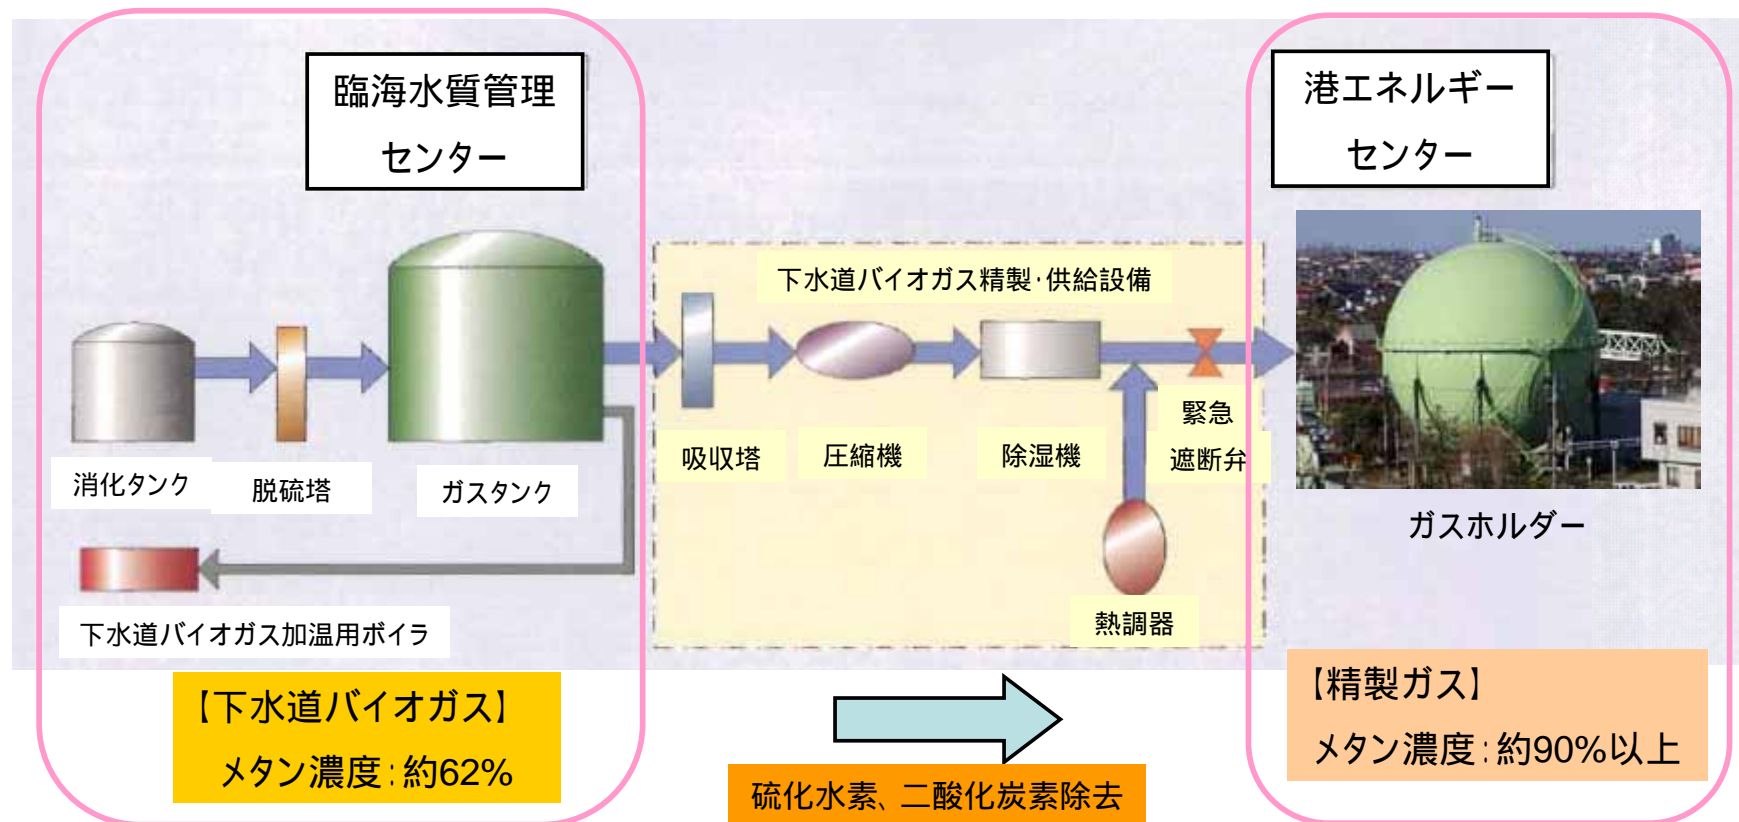 臨海水質管理
センター
港エネルギー
センター
下水道バイオガス精製・供給設備
消化タンク
脱硫塔
ガスタンク
吸収塔
圧縮機
除湿機
緊急
遮断弁
ガスホルダー
熱調器
下水道バイオガス加温用ボイラ
【下水道バイオガス】
メタン濃度:約62%
硫化水素、二酸化炭素除去
【精製ガス】
メタン濃度:約90%以上